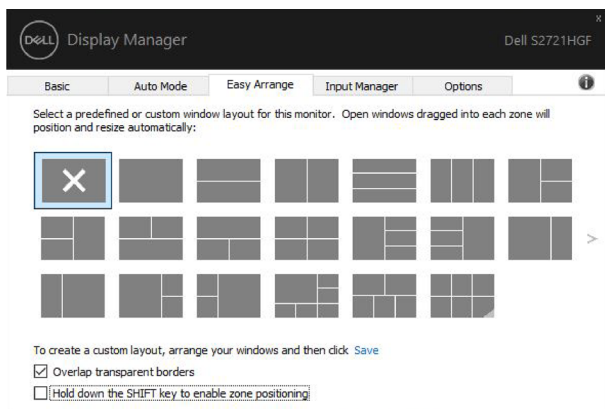 DELL Display Manager Dell S2721HGF
Basic Auto Mode Easy Arrange Input Manager Options
Select a predefined or custom window layout for this monitor. Open windows dragged into each zone will
position and resize automatically:
To create a custom layout, arrange your windows and then click Save
Overlap transparent borders
Hold down the SHIFT key to enable zone positioning